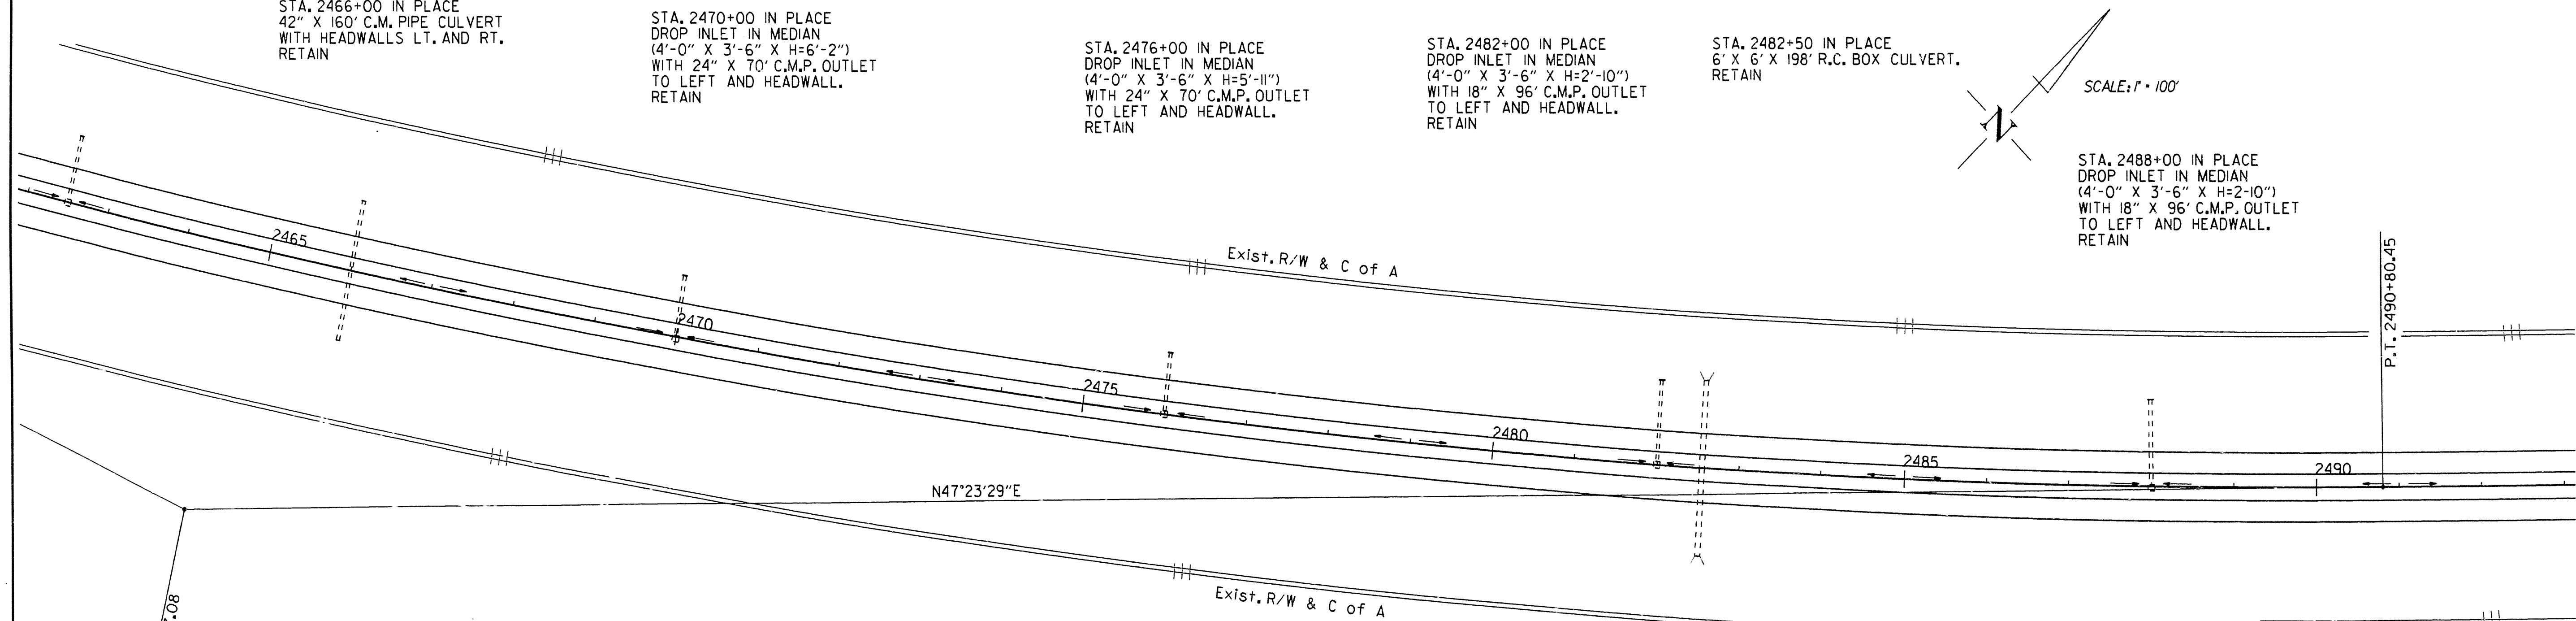 STA. 2466+00 IN PLACE
42" X 160' C.M. PIPE CULVERT
WITH HEADWALLS LT. AND RT.
RETAIN
STA. 2470+00 IN PLACE
DROP INLET IN MEDIAN
(4'-0" X 3'-6" X H=6'-2")
WITH 24" X 70' C.M.P. OUTLET
TO LEFT AND HEADWALL.
RETAIN
STA. 2476+00 IN PLACE
DROP INLET IN MEDIAN
(4'-0" X 3'-6" X H=5'-11")
WITH 24" X 70' C.M.P. OUTLET
TO LEFT AND HEADWALL.
RETAIN
STA. 2482+00 IN PLACE
DROP INLET IN MEDIAN
(4'-0" X 3'-6" X H=2'-10")
WITH 18" X 96' C.M.P. OUTLET
TO LEFT AND HEADWALL.
RETAIN
STA. 2482+50 IN PLACE
6' X 6' X 198' R.C. BOX CULVERT.
RETAIN
SCALE: 1" = 100'
N
STA. 2488+00 IN PLACE
DROP INLET IN MEDIAN
(4'-0" X 3'-6" X H=2-10")
WITH 18" X 96' C.M.P. OUTLET
TO LEFT AND HEADWALL.
RETAIN
P.T. 2490+80.45
Exist. R/W & C of A
2465
2470
2475
2480
2485
2490
N47°23'29"E
Exist. R/W & C of A
.08